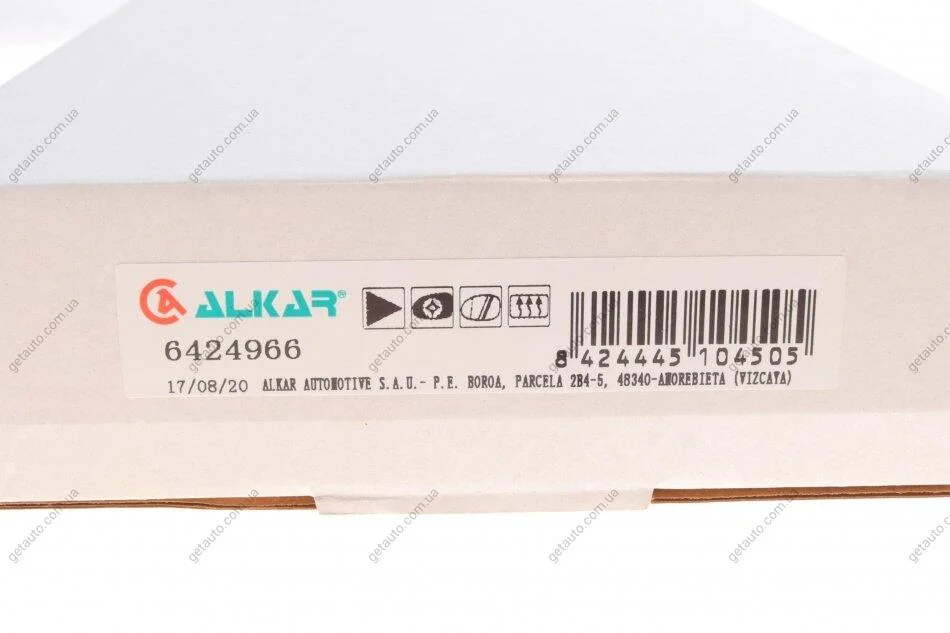 ALKAR®
6424966
8 424445 104505
17/08/20 ALKAR AUTOMOTIVE S.A.U.- P.E. BOROA, PARCELA 2B4-5, 48340-AMOREBIETA (VIZCAYA)
getauto.com.ua